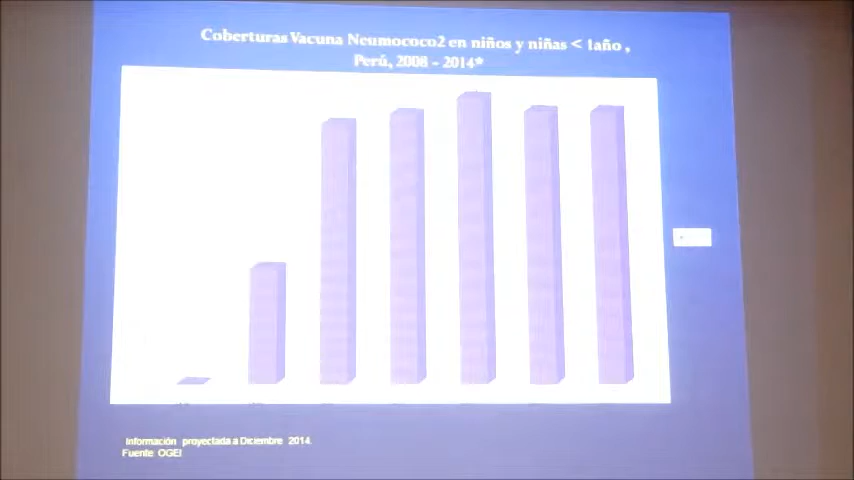 Coberturas Vacuna Neumococo2 en niños y niñas < 1año ,
Perú, 2008 - 2014*
Información proyectada a Diciembre 2014.
Fuente OGEI